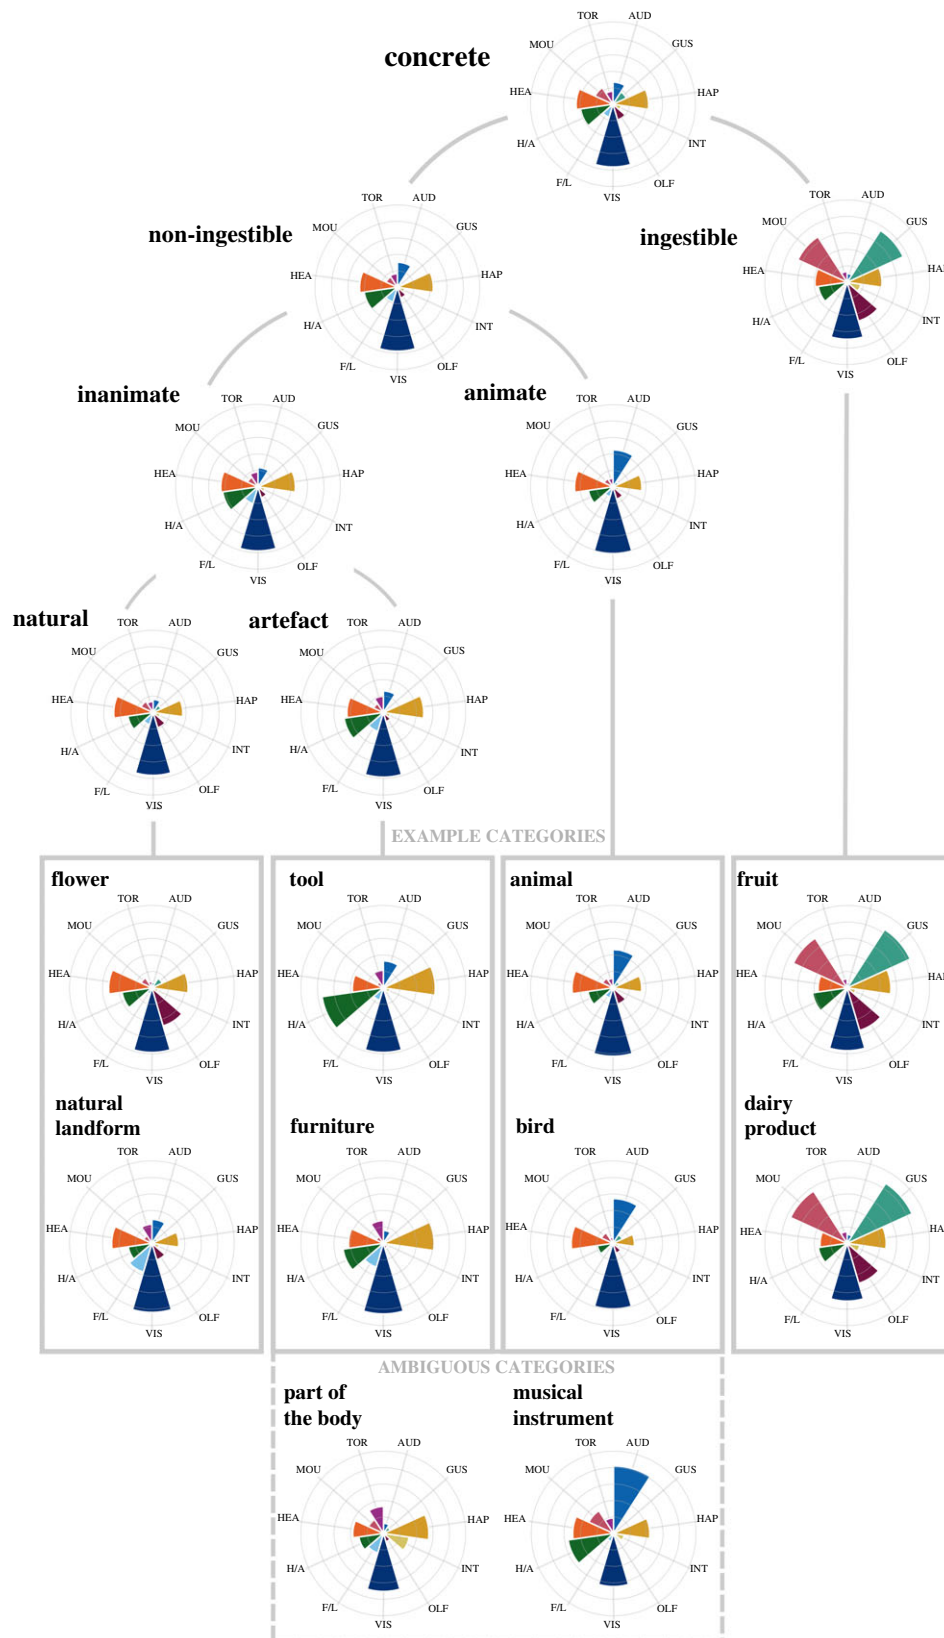 concrete
TOR AUD
MOU GUS
HEA HAP
H/A INT
F/L OLF
VIS
non-ingestible
TOR AUD
MOU GUS
HEA HAP
H/A INT
F/L OLF
VIS
ingestible
TOR AUD
MOU GUS
HEA HAP
H/A INT
F/L OLF
VIS
inanimate
TOR AUD
MOU GUS
HEA HAP
H/A INT
F/L OLF
VIS
animate
TOR AUD
MOU GUS
HEA HAP
H/A INT
F/L OLF
VIS
natural
TOR AUD
MOU GUS
HEA HAP
H/A INT
F/L OLF
VIS
artefact
TOR AUD
MOU GUS
HEA HAP
H/A INT
F/L OLF
VIS
EXAMPLE CATEGORIES
flower
TOR AUD
MOU GUS
HEA HAP
H/A INT
F/L OLF
VIS
tool
TOR AUD
MOU GUS
HEA HAP
H/A INT
F/L OLF
VIS
animal
TOR AUD
MOU GUS
HEA HAP
H/A INT
F/L OLF
VIS
fruit
TOR AUD
MOU GUS
HEA HAP
H/A INT
F/L OLF
VIS
natural
landform
TOR AUD
MOU GUS
HEA HAP
H/A INT
F/L OLF
VIS
furniture
TOR AUD
MOU GUS
HEA HAP
H/A INT
F/L OLF
VIS
bird
TOR AUD
MOU GUS
HEA HAP
H/A INT
F/L OLF
VIS
dairy
product
TOR AUD
MOU GUS
HEA HAP
H/A INT
F/L OLF
VIS
AMBIGUOUS CATEGORIES
part of
the body
TOR AUD
MOU GUS
HEA HAP
H/A INT
F/L OLF
VIS
musical
instrument
TOR AUD
MOU GUS
HEA HAP
H/A INT
F/L OLF
VIS